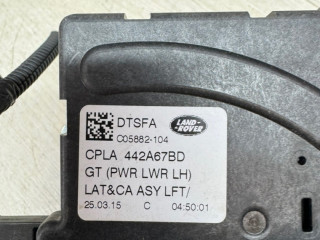 DTSFA
LAND-
ROVER
C05882-104
CPLA 442A67BD
GT (PWR LWR LH)
LAT&CA ASY LFT/
25.03.15 C 04:50:01